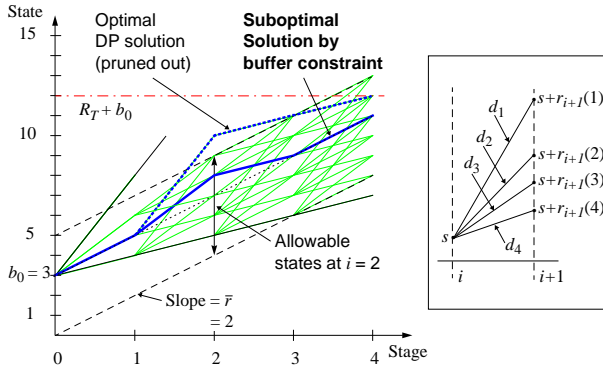 State
Optimal
DP solution
(pruned out)
Suboptimal
Solution by
buffer constraint
15
R_T + b_0
10
5
b_0 = 3
1
Allowable
states at i = 2
Slope = r̅
= 2
0 1 2 3 4 Stage
s+r_{i+1}(1)
d_1
d_2
s+r_{i+1}(2)
d_3
s+r_{i+1}(3)
s+r_{i+1}(4)
s
d_4
i
i+1